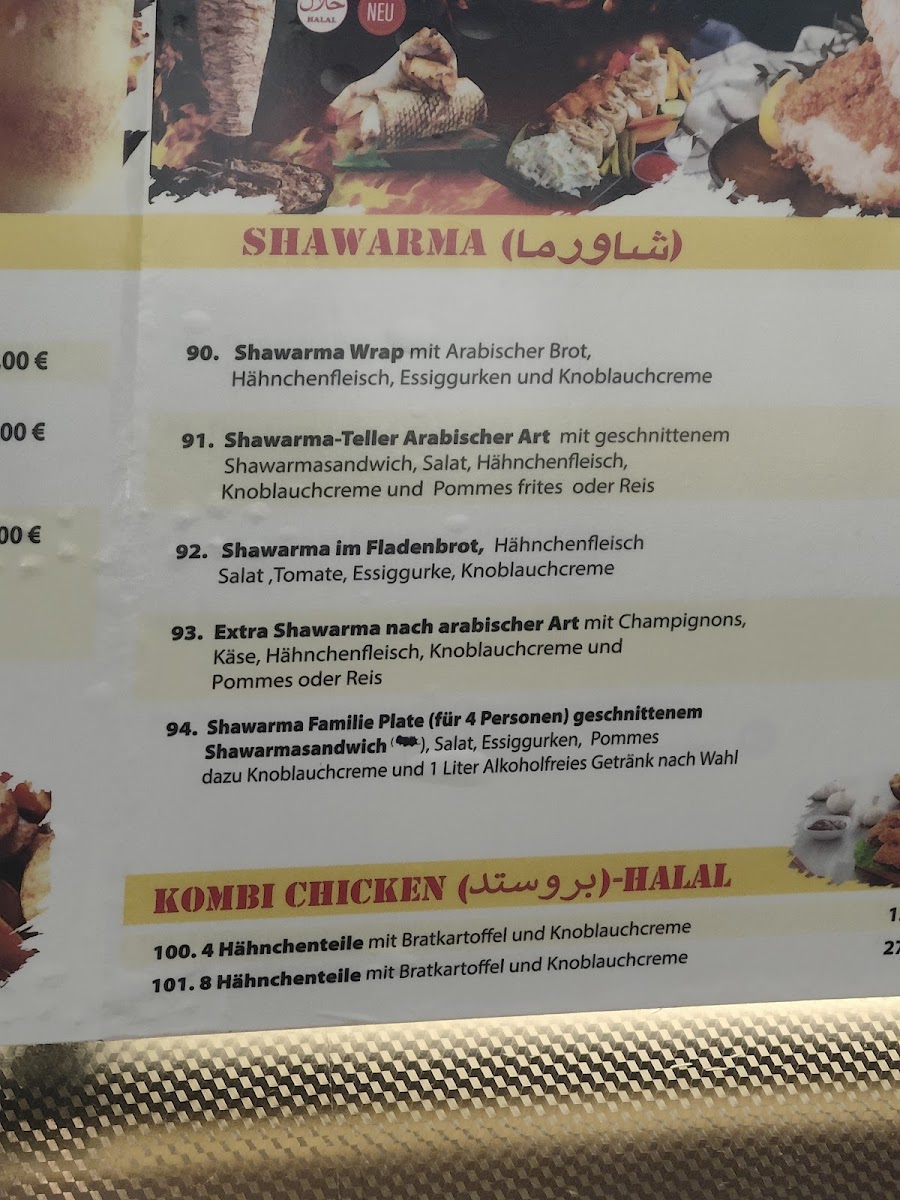 حلال
HALAL
NEU
SHAWARMA (شاورما)
00 €
00 €
00 €
90. Shawarma Wrap mit Arabischer Brot,
Hähnchenfleisch, Essiggurken und Knoblauchcreme
91. Shawarma-Teller Arabischer Art mit geschnittenem
Shawarmasandwich, Salat, Hähnchenfleisch,
Knoblauchcreme und Pommes frites oder Reis
92. Shawarma im Fladenbrot, Hähnchenfleisch
Salat ,Tomate, Essiggurke, Knoblauchcreme
93. Extra Shawarma nach arabischer Art mit Champignons,
Käse, Hähnchenfleisch, Knoblauchcreme und
Pommes oder Reis
94. Shawarma Familie Plate (für 4 Personen) geschnittenem
Shawarmasandwich ( ), Salat, Essiggurken, Pommes
dazu Knoblauchcreme und 1 Liter Alkoholfreies Getränk nach Wahl
KOMBI CHICKEN (بروستد)-HALAL
100. 4 Hähnchenteile mit Bratkartoffel und Knoblauchcreme
101. 8 Hähnchenteile mit Bratkartoffel und Knoblauchcreme 27